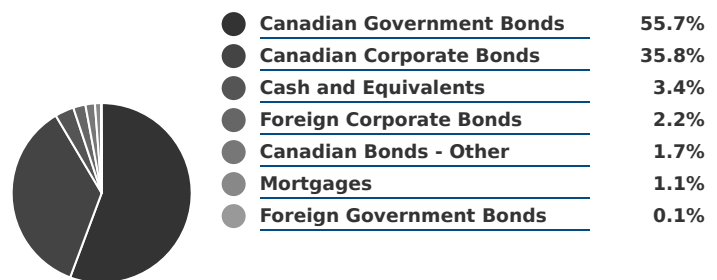 Canadian Government Bonds 55.7%
Canadian Corporate Bonds 35.8%
Cash and Equivalents 3.4%
Foreign Corporate Bonds 2.2%
Canadian Bonds - Other 1.7%
Mortgages 1.1%
Foreign Government Bonds 0.1%